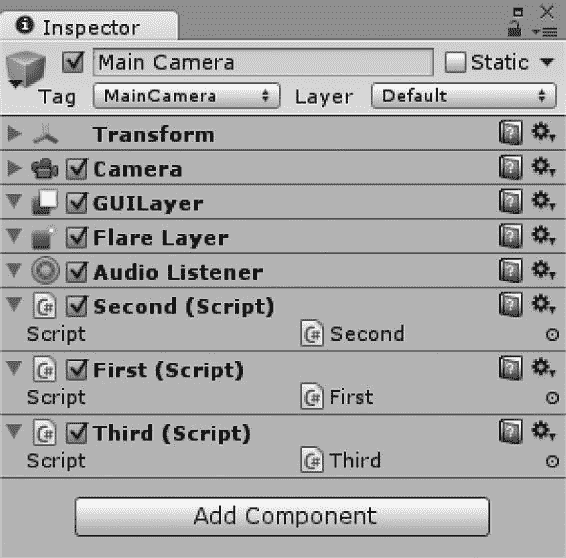 Inspector
Main Camera Static
Tag MainCamera Layer Default
Transform
Camera
GUILayer
Flare Layer
Audio Listener
Second (Script)
Script C# Second
First (Script)
Script C# First
Third (Script)
Script C# Third
Add Component